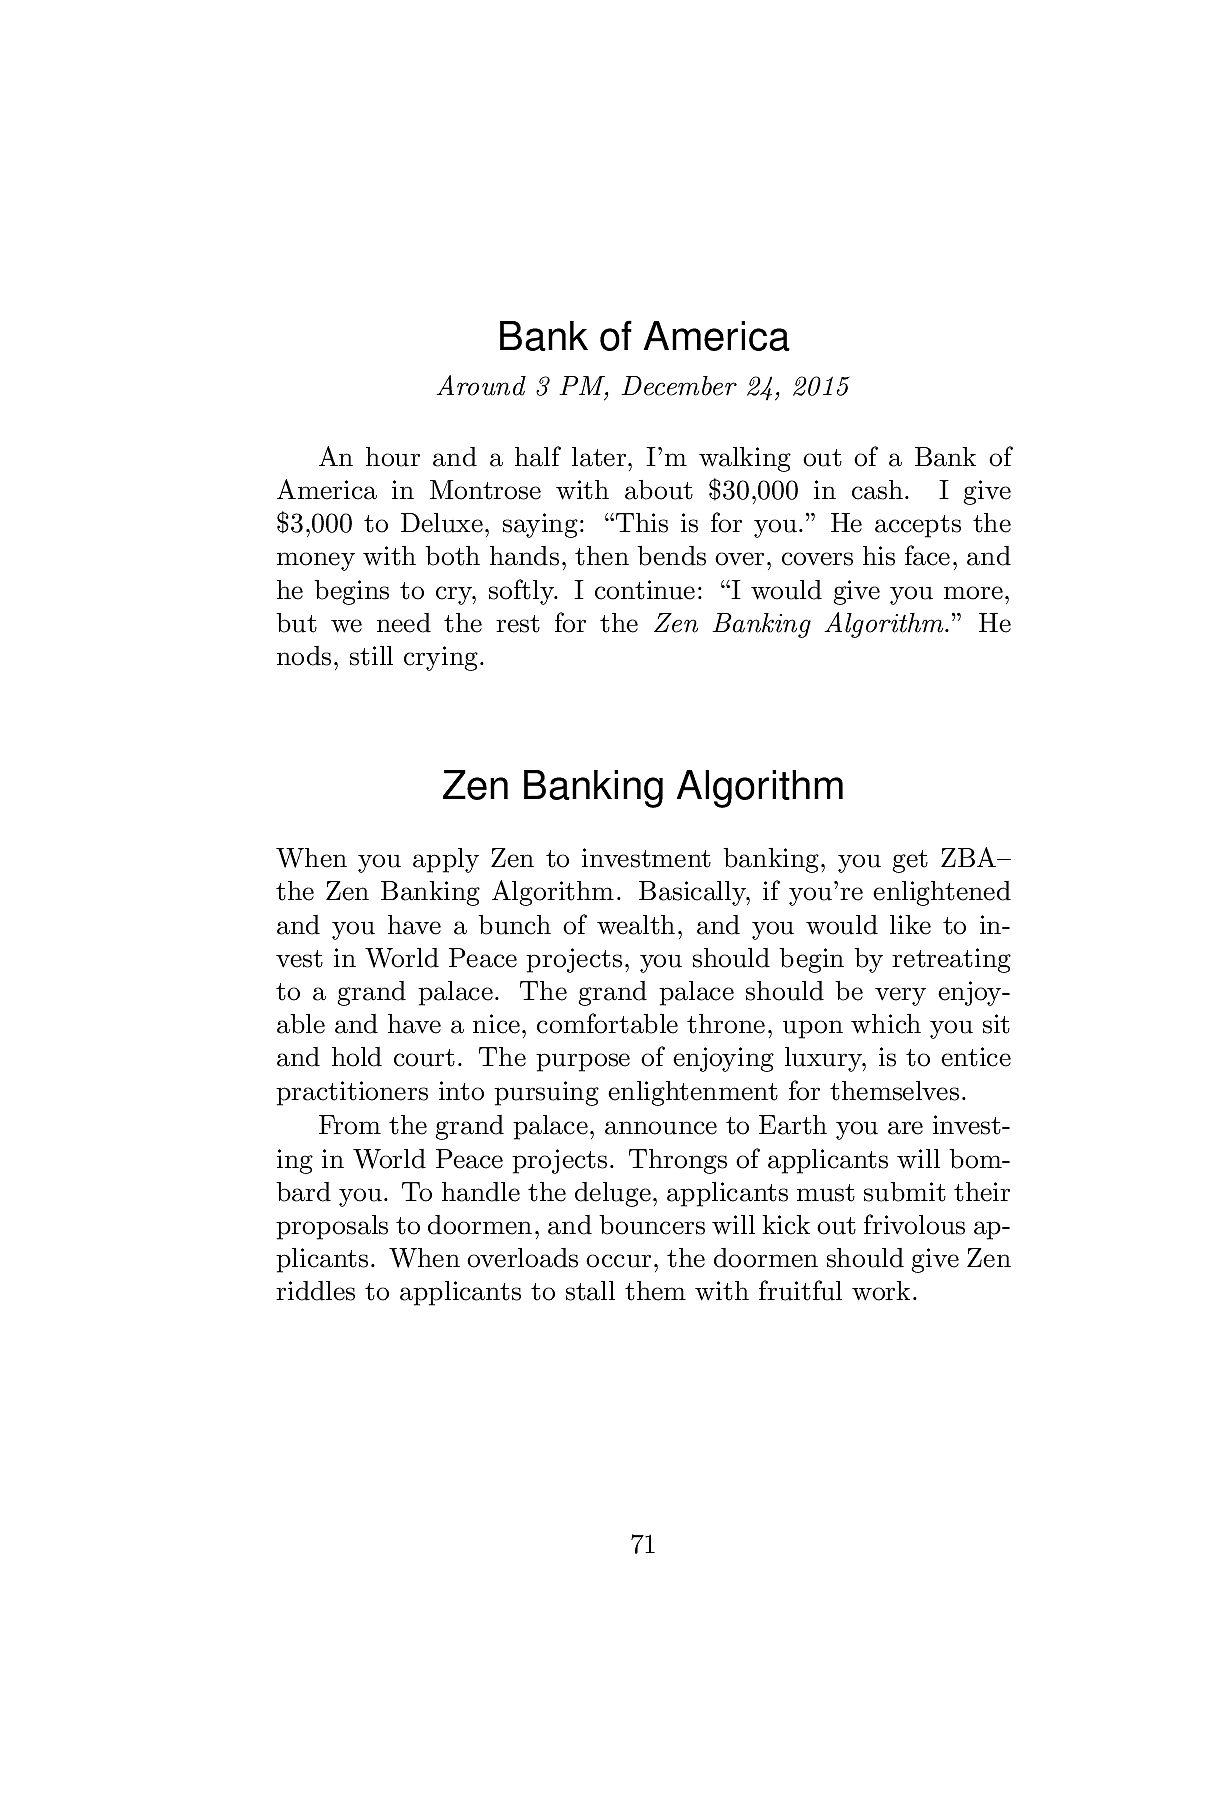 Bank of America
Around 3 PM, December 24, 2015
An hour and a half later, I'm walking out of a Bank of
America in Montrose with about $30,000 in cash. I give
$3,000 to Deluxe, saying: “This is for you.” He accepts the
money with both hands, then bends over, covers his face, and
he begins to cry, softly. I continue: “I would give you more,
but we need the rest for the Zen Banking Algorithm.” He
nods, still crying.
Zen Banking Algorithm
When you apply Zen to investment banking, you get ZBA–
the Zen Banking Algorithm. Basically, if you're enlightened
and you have a bunch of wealth, and you would like to in-
vest in World Peace projects, you should begin by retreating
to a grand palace. The grand palace should be very enjoy-
able and have a nice, comfortable throne, upon which you sit
and hold court. The purpose of enjoying luxury, is to entice
practitioners into pursuing enlightenment for themselves.
From the grand palace, announce to Earth you are invest-
ing in World Peace projects. Throngs of applicants will bom-
bard you. To handle the deluge, applicants must submit their
proposals to doormen, and bouncers will kick out frivolous ap-
plicants. When overloads occur, the doormen should give Zen
riddles to applicants to stall them with fruitful work.
71